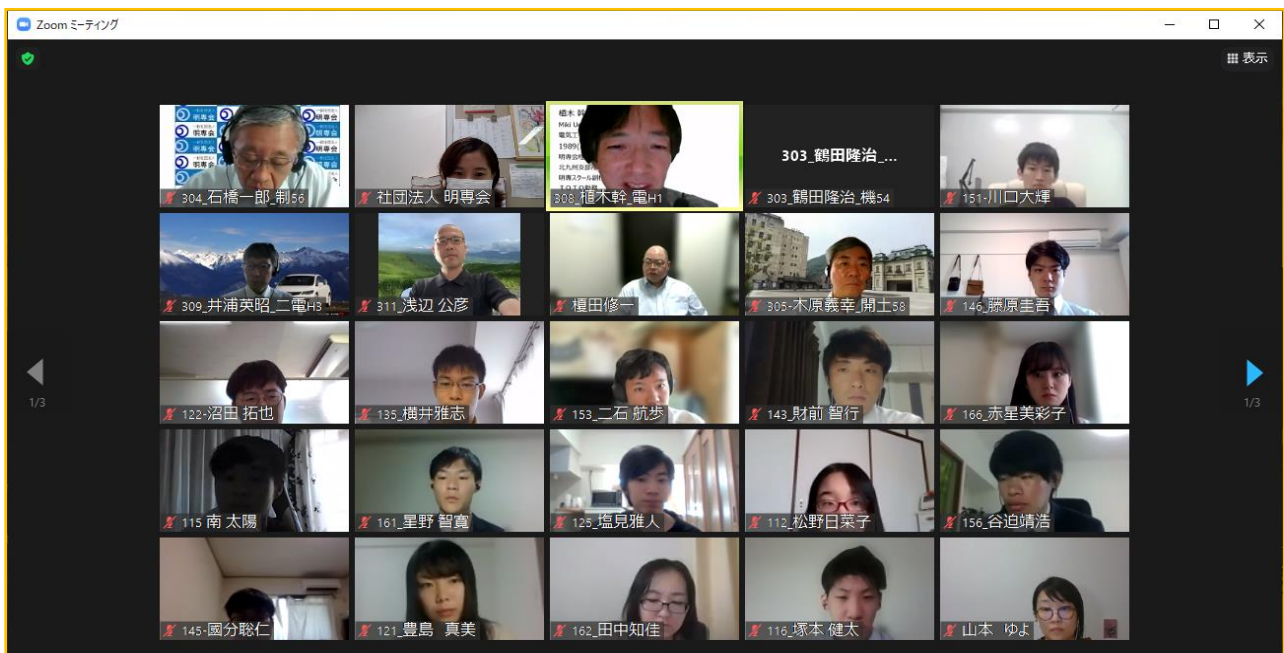 Zoom ミーティング
表示
明専会
304_石橋一郎_制56
社団法人 明専会
植木 幹
電気工
1989(
308_植木幹_電H1
303_鶴田隆治_...
303_鶴田隆治_機54
151-川口大輝
309_井浦英昭_二電H3
311_浅辺 公彦
榎田修一
305-木原義幸_開土58
146_藤原圭吾
1/3
122-沼田 拓也
135_横井雅志
153_二石 航歩
143_財前 智行
166_赤星美彩子
1/3
115 南 太陽
161_星野 智寛
125_塩見雅人
112_松野日菜子
156_谷迫靖浩
145-國分聡仁
121_豊島 真美
162_田中知佳
116_塚本 健太
山本 ゆよ